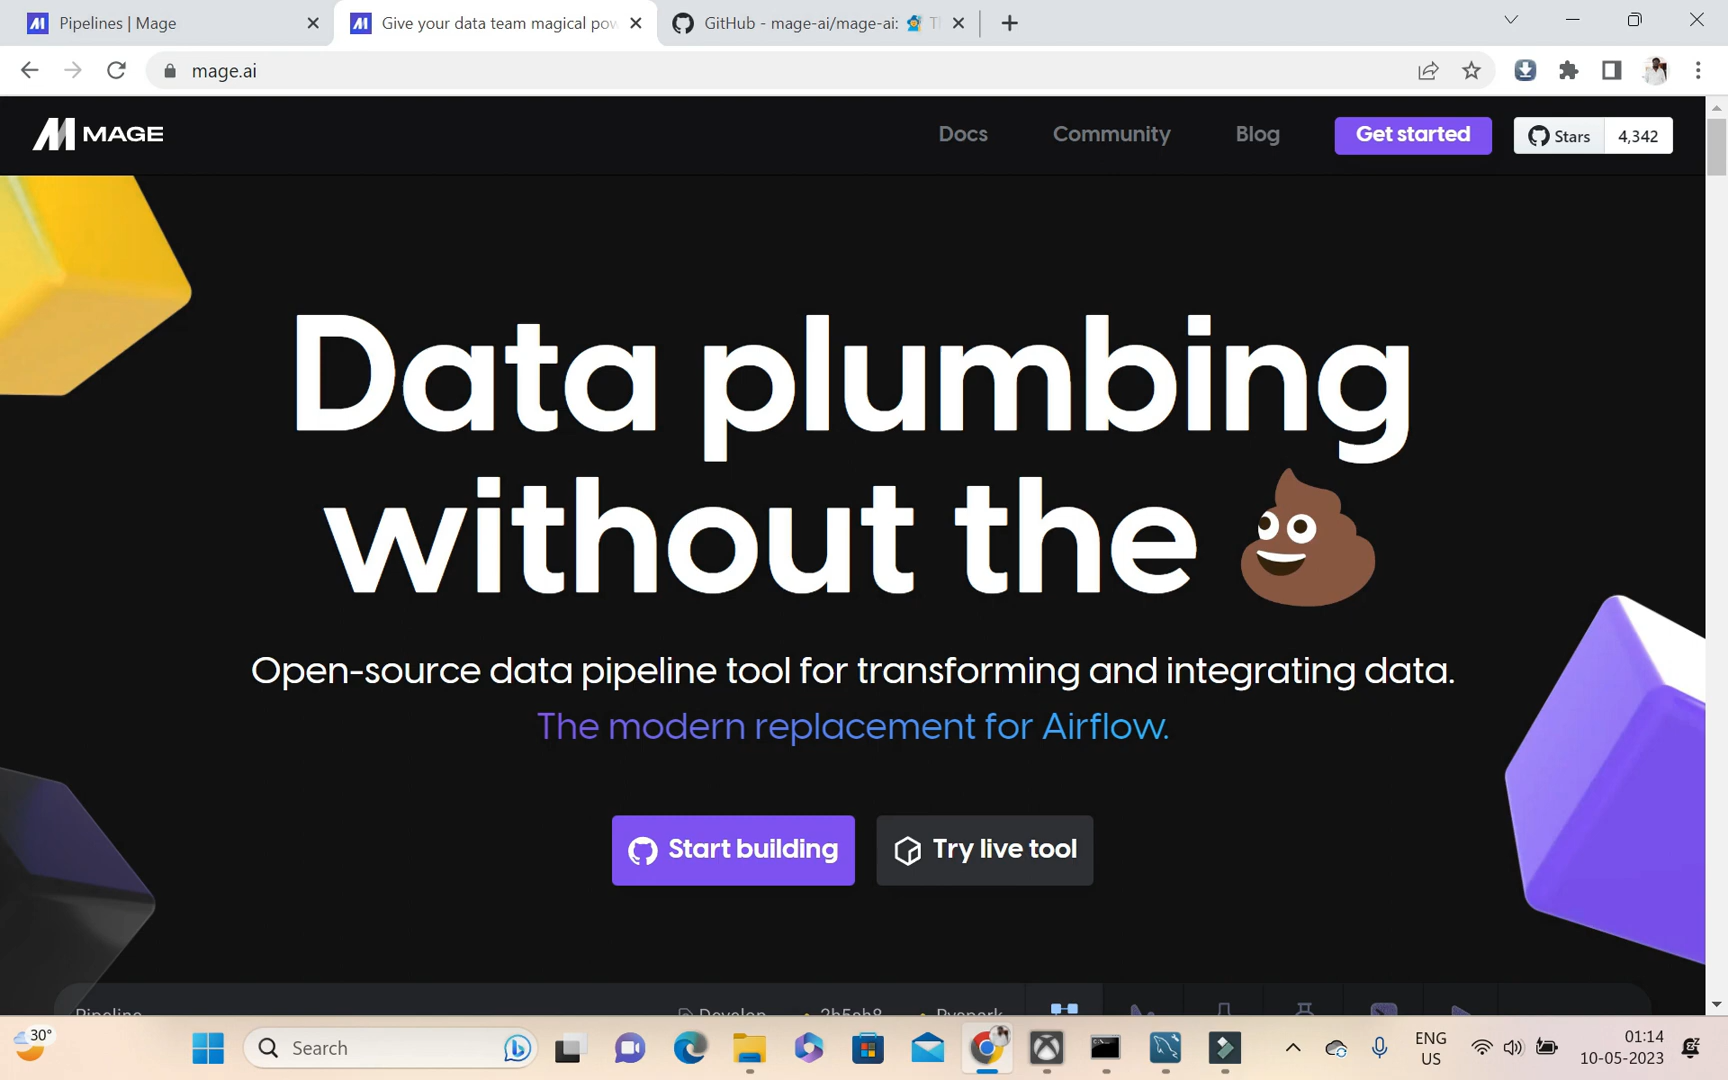 Pipelines | Mage
Give your data team magical pow
GitHub - mage-ai/mage-ai:
mage.ai
MAGE
Docs
Community
Blog
Get started
Stars
4,342
Data plumbing
without the
Open-source data pipeline tool for transforming and integrating data.
The modern replacement for Airflow.
Start building
Try live tool
Pipeline
30°
Search
ENG
US
01:14
10-05-2023